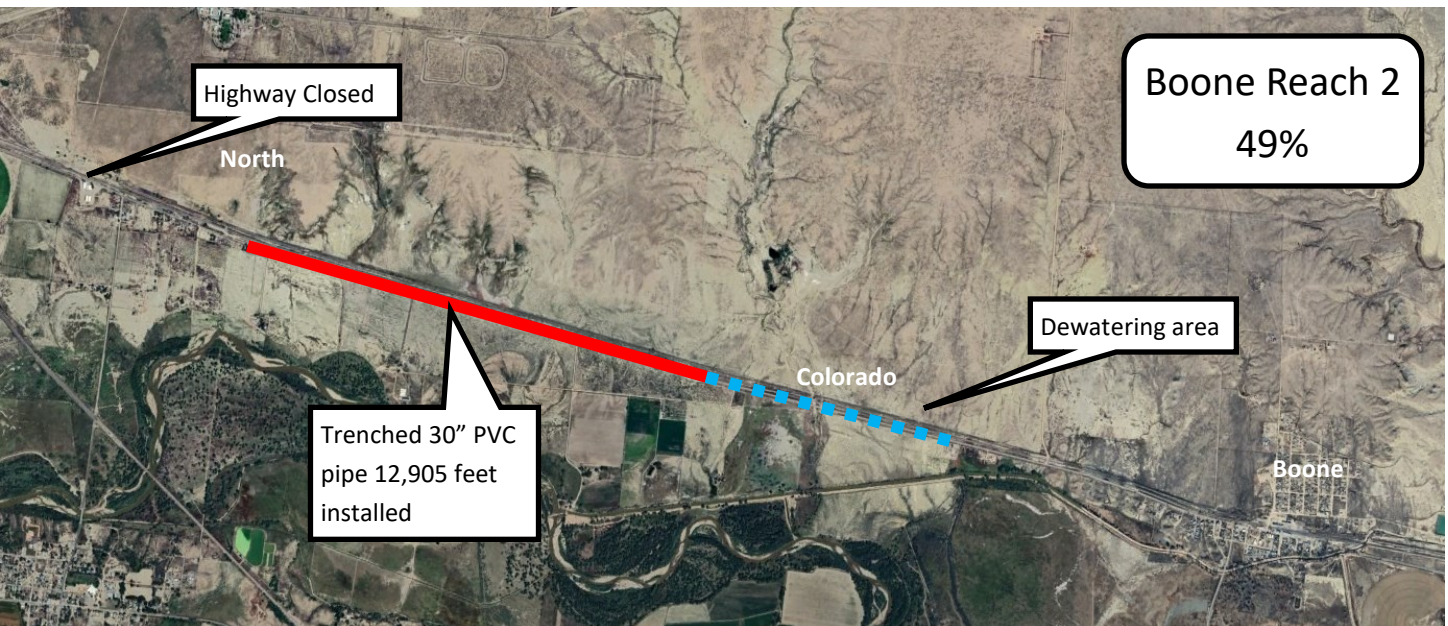 Boone Reach 2
49%
Highway Closed
North
Dewatering area
Colorado
Trenched 30” PVC
pipe 12,905 feet
installed
Boone